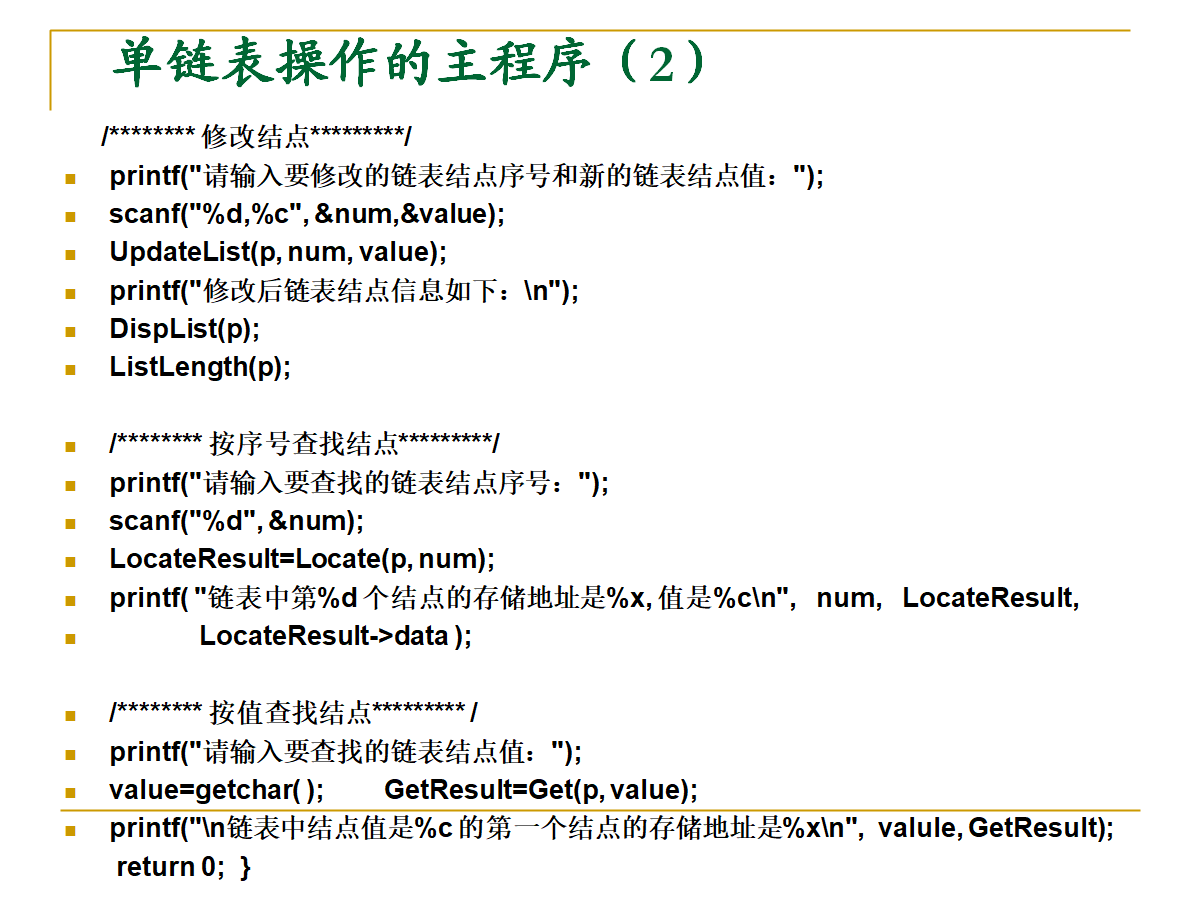 单链表操作的主程序（2）
/******** 修改结点*********/
printf("请输入要修改的链表结点序号和新的链表结点值：");
scanf("%d,%c", &num,&value);
UpdateList(p, num, value);
printf("修改后链表结点信息如下：\n");
DispList(p);
ListLength(p);
/******** 按序号查找结点*********/
printf("请输入要查找的链表结点序号：");
scanf("%d", &num);
LocateResult=Locate(p, num);
printf( "链表中第%d 个结点的存储地址是%x, 值是%c\n", num, LocateResult,
LocateResult->data );
/******** 按值查找结点********* /
printf("请输入要查找的链表结点值：");
value=getchar( ); GetResult=Get(p, value);
printf("\n链表中结点值是%c 的第一个结点的存储地址是%x\n", valule, GetResult);
return 0; }